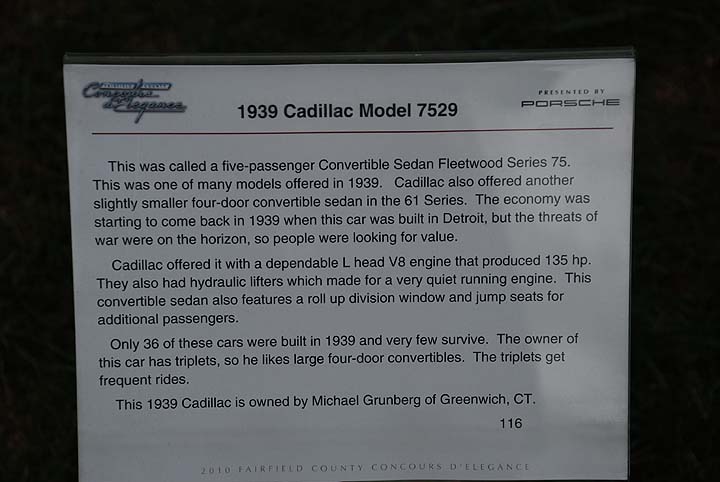 FAIRFIELD COUNTY
Concours
d'Elegance
PRESENTED BY
PORSCHE
1939 Cadillac Model 7529
This was called a five-passenger Convertible Sedan Fleetwood Series 75.
This was one of many models offered in 1939. Cadillac also offered another
slightly smaller four-door convertible sedan in the 61 Series. The economy was
starting to come back in 1939 when this car was built in Detroit, but the threats of
war were on the horizon, so people were looking for value.
Cadillac offered it with a dependable L head V8 engine that produced 135 hp.
They also had hydraulic lifters which made for a very quiet running engine. This
convertible sedan also features a roll up division window and jump seats for
additional passengers.
Only 36 of these cars were built in 1939 and very few survive. The owner of
this car has triplets, so he likes large four-door convertibles. The triplets get
frequent rides.
This 1939 Cadillac is owned by Michael Grunberg of Greenwich, CT.
116
2010 FAIRFIELD COUNTY CONCOURS D'ELEGANCE